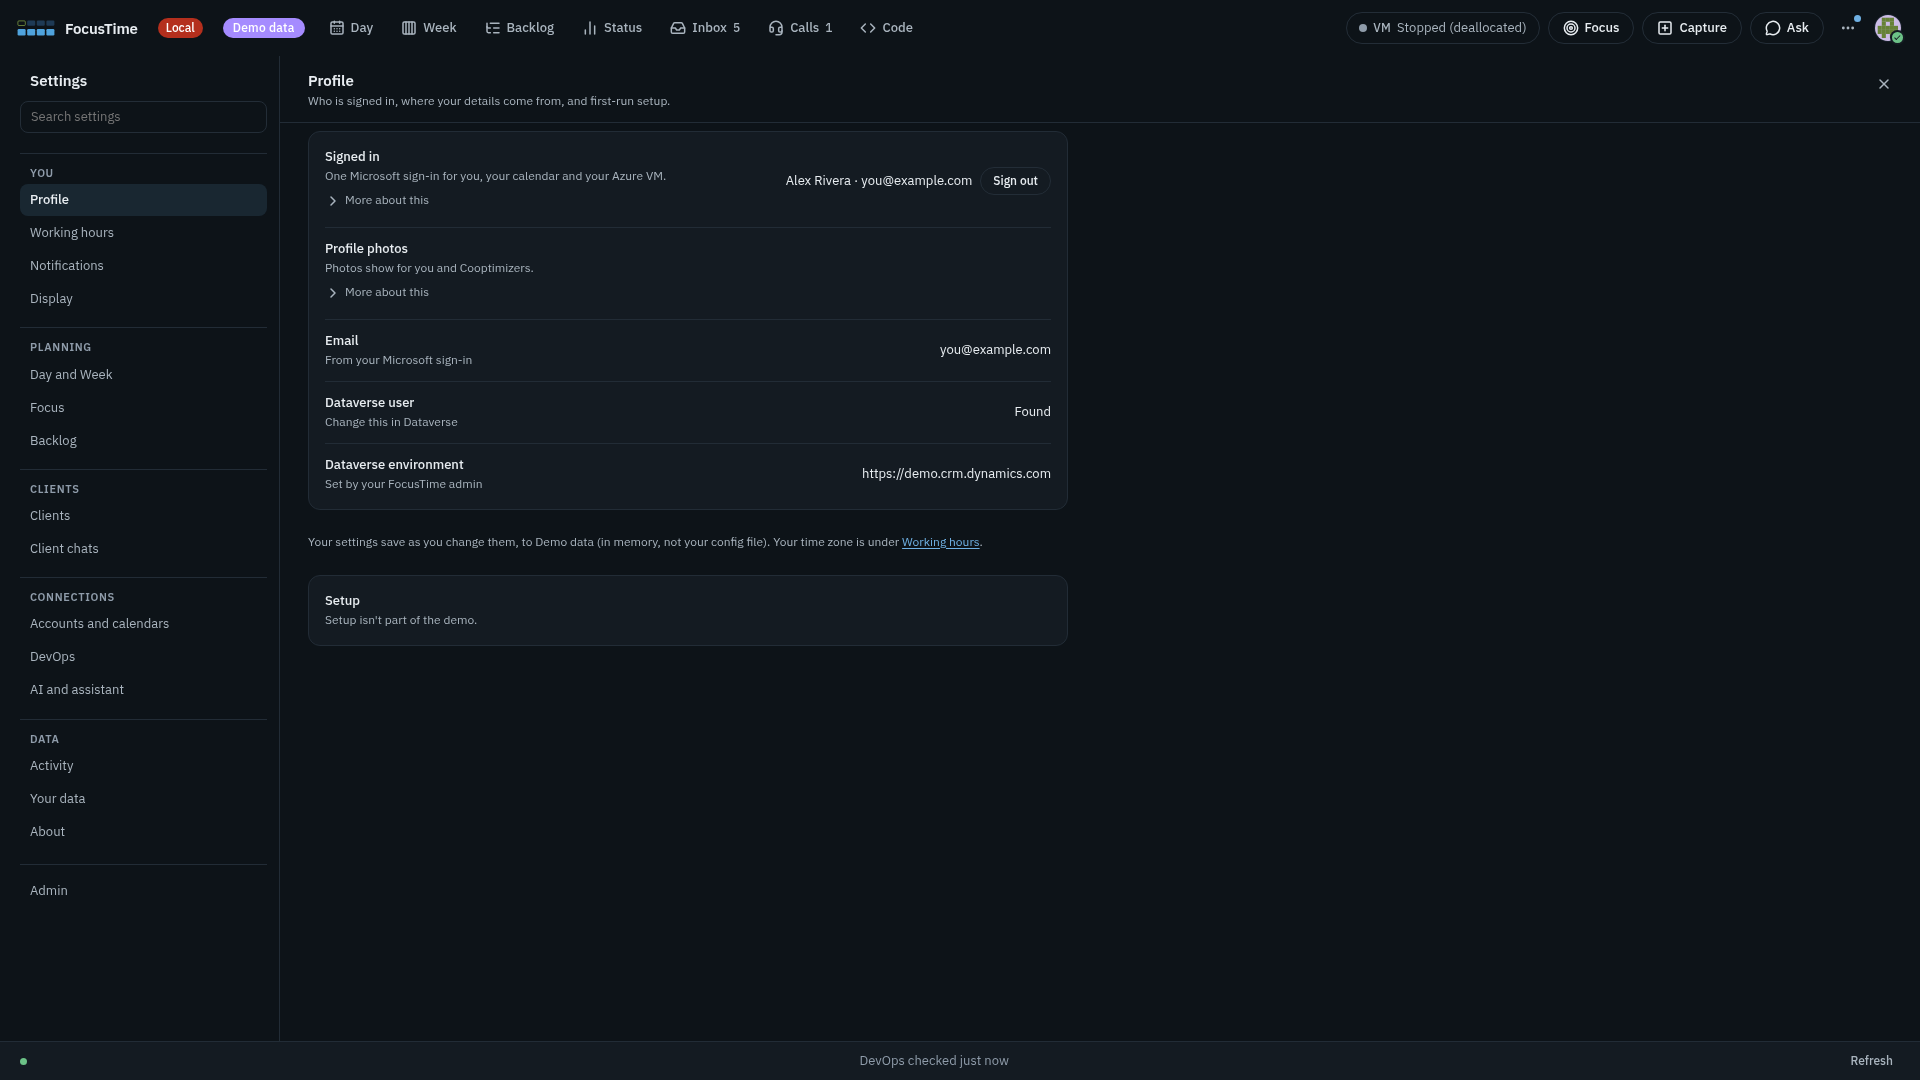 FocusTime
Local
Demo data
Day
Week
Backlog
Status
Inbox 5
Calls 1
Code
VM Stopped (deallocated)
Focus
Capture
Ask
Settings
Search settings
YOU
Profile
Working hours
Notifications
Display
PLANNING
Day and Week
Focus
Backlog
CLIENTS
Clients
Client chats
CONNECTIONS
Accounts and calendars
DevOps
AI and assistant
DATA
Activity
Your data
About
Admin
Profile
Who is signed in, where your details come from, and first-run setup.
Signed in
One Microsoft sign-in for you, your calendar and your Azure VM.
More about this
Alex Rivera · you@example.com
Sign out
Profile photos
Photos show for you and Cooptimizers.
More about this
Email
From your Microsoft sign-in
you@example.com
Dataverse user
Change this in Dataverse
Found
Dataverse environment
Set by your FocusTime admin
https://demo.crm.dynamics.com
Your settings save as you change them, to Demo data (in memory, not your config file). Your time zone is under Working hours.
Setup
Setup isn't part of the demo.
DevOps checked just now
Refresh